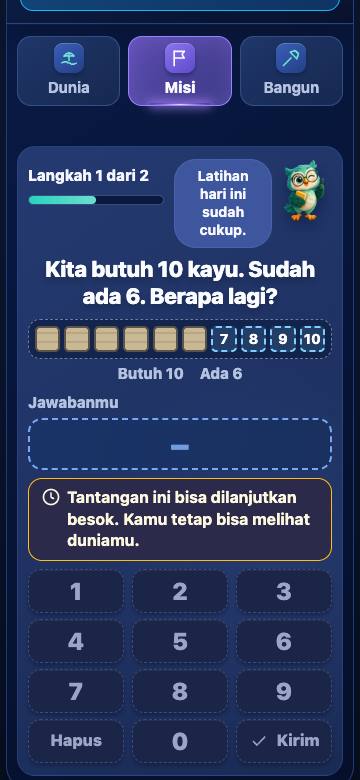 Dunia
Misi
Bangun
Langkah 1 dari 2
Latihan
hari ini
sudah
cukup.
Kita butuh 10 kayu. Sudah
ada 6. Berapa lagi?
7 8 9 10
Butuh 10 Ada 6
Jawabanmu
–
Tantangan ini bisa dilanjutkan
besok. Kamu tetap bisa melihat
duniamu.
1 2 3
4 5 6
7 8 9
Hapus 0 Kirim